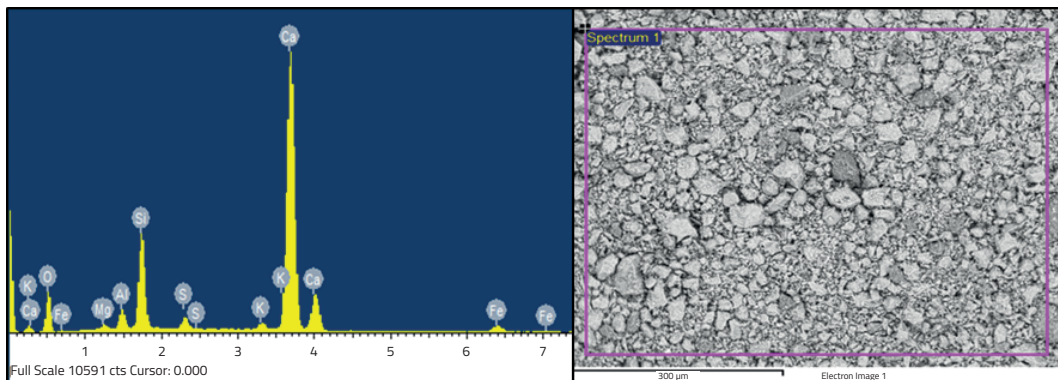 Ca
Si
K
O
K
Ca
Fe
Mg
Al
S
S
K
Ca
Fe
Fe
1 2 3 4 5 6 7
Full Scale 10591 cts Cursor: 0.000
Spectrum 1
300 µm
Electron Image 1